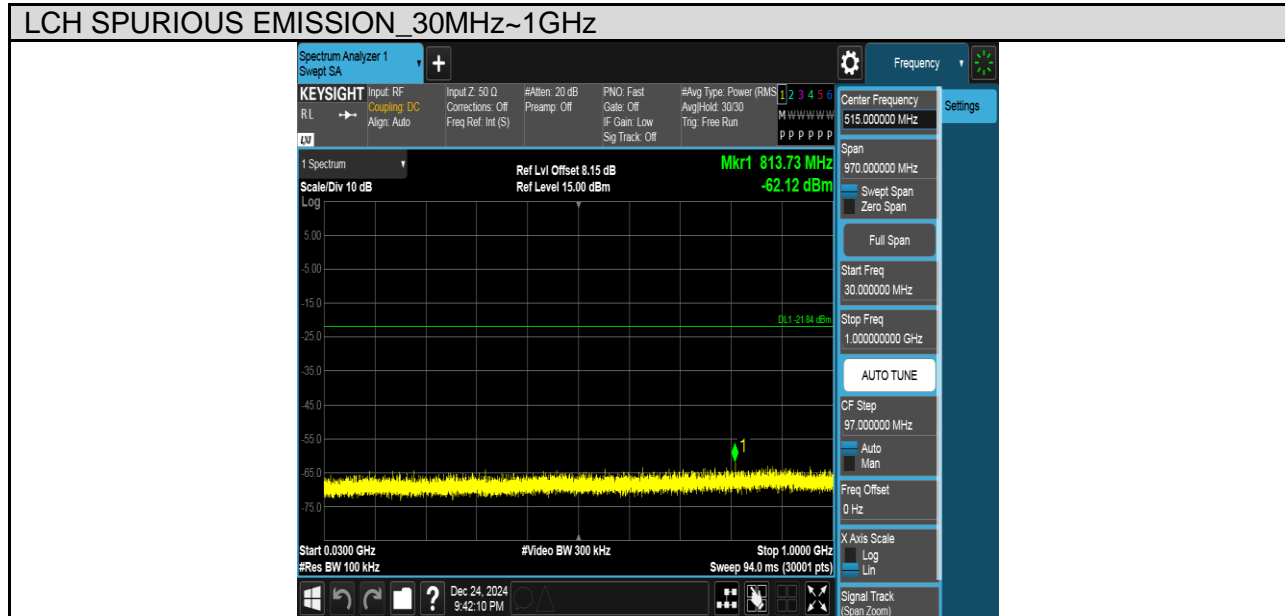 LCH SPURIOUS EMISSION_30MHz~1GHz
Spectrum Analyzer 1
Swept SA
+
Frequency
KEYSIGHT
RL
LXI
Input: RF
Coupling: DC
Align: Auto
Input Z: 50 Ω
Corrections: Off
Freq Ref: Int (S)
#Atten: 20 dB
Preamp: Off
PNO: Fast
Gate: Off
IF Gain: Low
Sig Track: Off
#Avg Type: Power (RMS
Avg|Hold: 30/30
Trig: Free Run
1 2 3 4 5 6
M W W W W W
P P P P P P
Center Frequency
515.000000 MHz
Settings
Span
970.000000 MHz
Swept Span
Zero Span
Full Span
Start Freq
30.000000 MHz
Stop Freq
1.000000000 GHz
AUTO TUNE
CF Step
97.000000 MHz
Auto
Man
Freq Offset
0 Hz
X Axis Scale
Log
Lin
Signal Track
(Span Zoom)
1 Spectrum
Scale/Div 10 dB
Log
Ref Lvl Offset 8.15 dB
Ref Level 15.00 dBm
Mkr1 813.73 MHz
-62.12 dBm
5.00
-5.00
-15.0
DL1 -21.84 dBm
-25.0
-35.0
-45.0
-55.0
1
-65.0
-75.0
Start 0.0300 GHz
#Video BW 300 kHz
Stop 1.0000 GHz
#Res BW 100 kHz
Sweep 94.0 ms (30001 pts)
?
Dec 24, 2024
9:42:10 PM